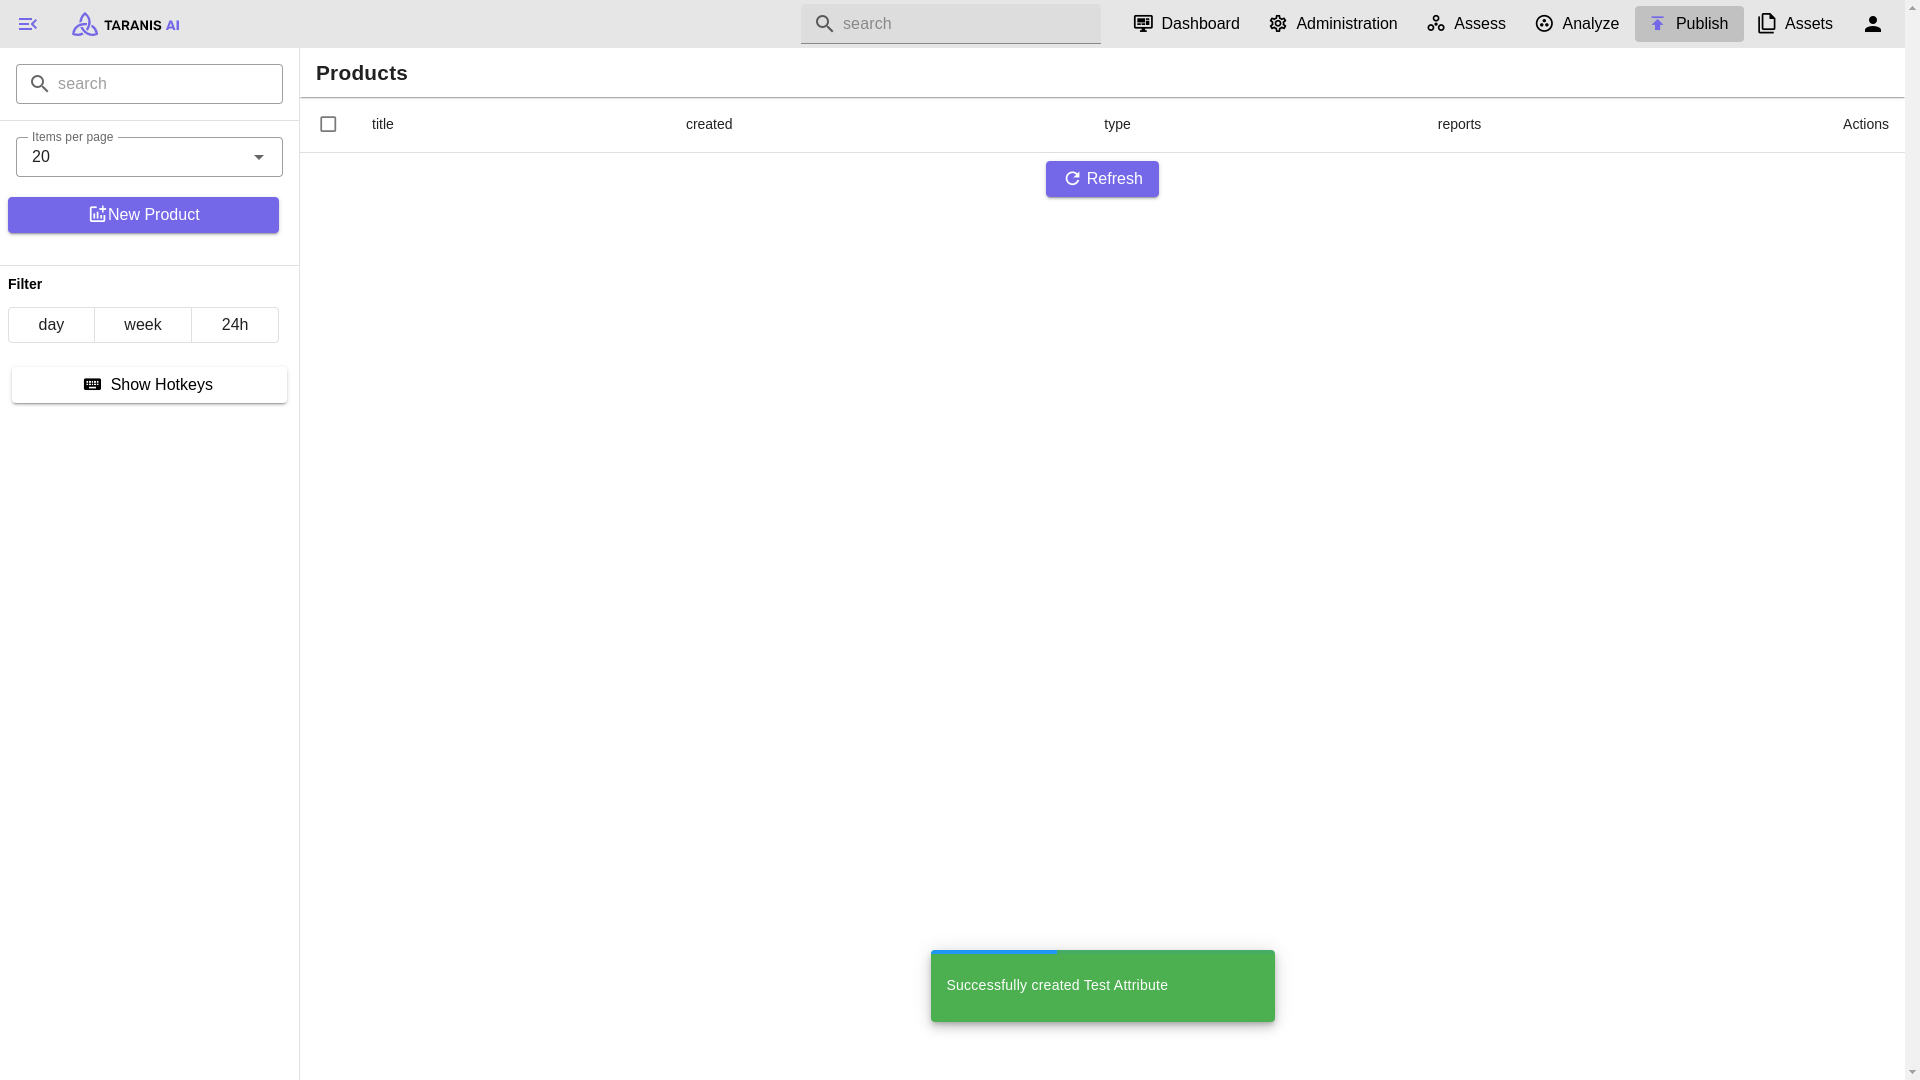 TARANIS AI
search
Dashboard
Administration
Assess
Analyze
Publish
Assets
search
Items per page
20
New Product
Filter
day
week
24h
Show Hotkeys
Products
title
created
type
reports
Actions
Refresh
Successfully created Test Attribute